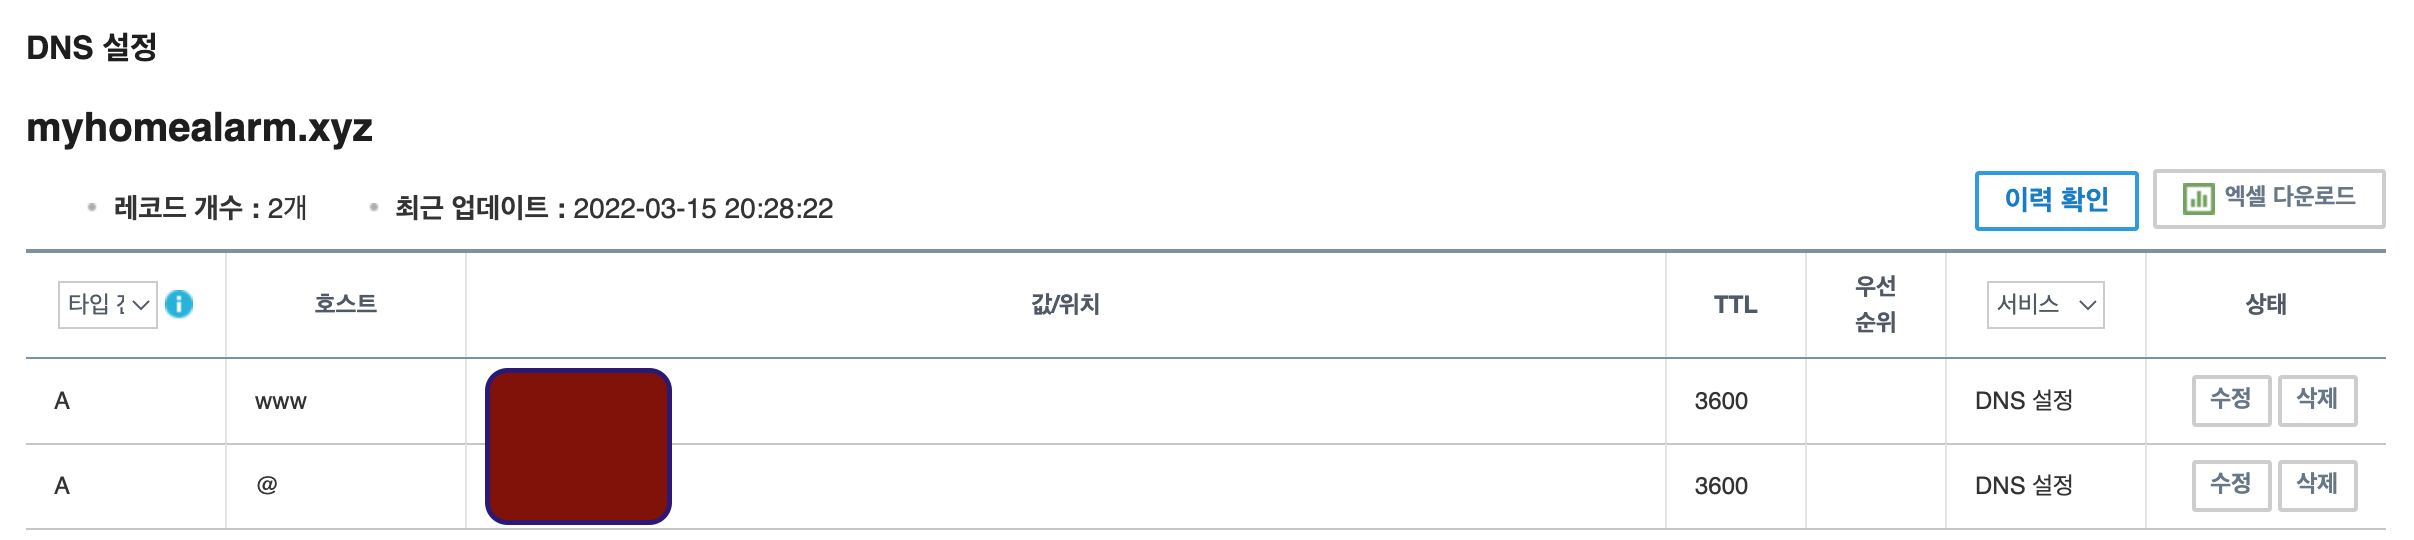 DNS 설정
myhomealarm.xyz
레코드 개수 : 2개 최근 업데이트 : 2022-03-15 20:28:22
이력 확인 엑셀 다운로드
타입 호스트 값/위치 TTL 우선 순위 서비스 상태
A www 3600 DNS 설정 수정 삭제
A @ 3600 DNS 설정 수정 삭제